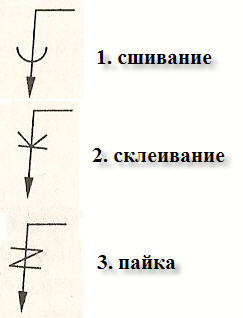 1. сшивание
2. склеивание
3. пайка